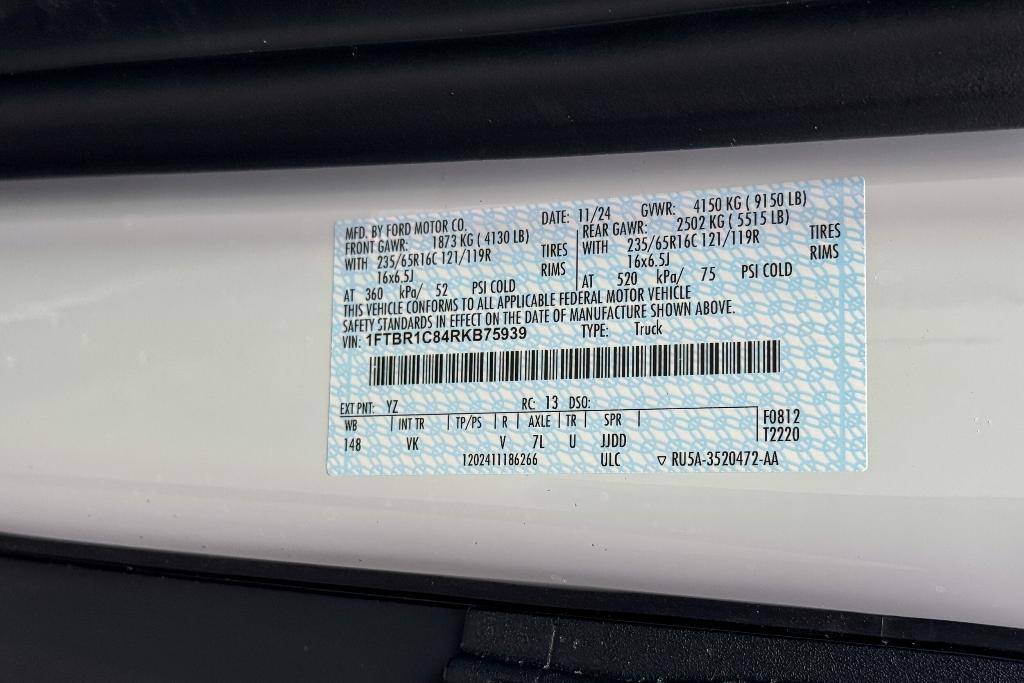 MFD. BY FORD MOTOR CO. DATE: 11/24 GVWR: 4150 KG ( 9150 LB)
FRONT GAWR: 1873 KG ( 4130 LB) REAR GAWR: 2502 KG ( 5515 LB)
WITH 235/65R16C 121/119R TIRES WITH 235/65R16C 121/119R TIRES
16x6.5J RIMS 16x6.5J RIMS
AT 360 kPa/ 52 PSI COLD AT 520 kPa/ 75 PSI COLD
THIS VEHICLE CONFORMS TO ALL APPLICABLE FEDERAL MOTOR VEHICLE
SAFETY STANDARDS IN EFFECT ON THE DATE OF MANUFACTURE SHOWN ABOVE.
VIN: 1FTBR1C84RKB75939 TYPE: Truck
EXT PNT: YZ RC: 13 DSO:
WB INT TR TP/PS R AXLE TR SPR F0812
148 VK V 7L U JJDD T2220
1202411186266 ULC ▽ RU5A-3520472-AA